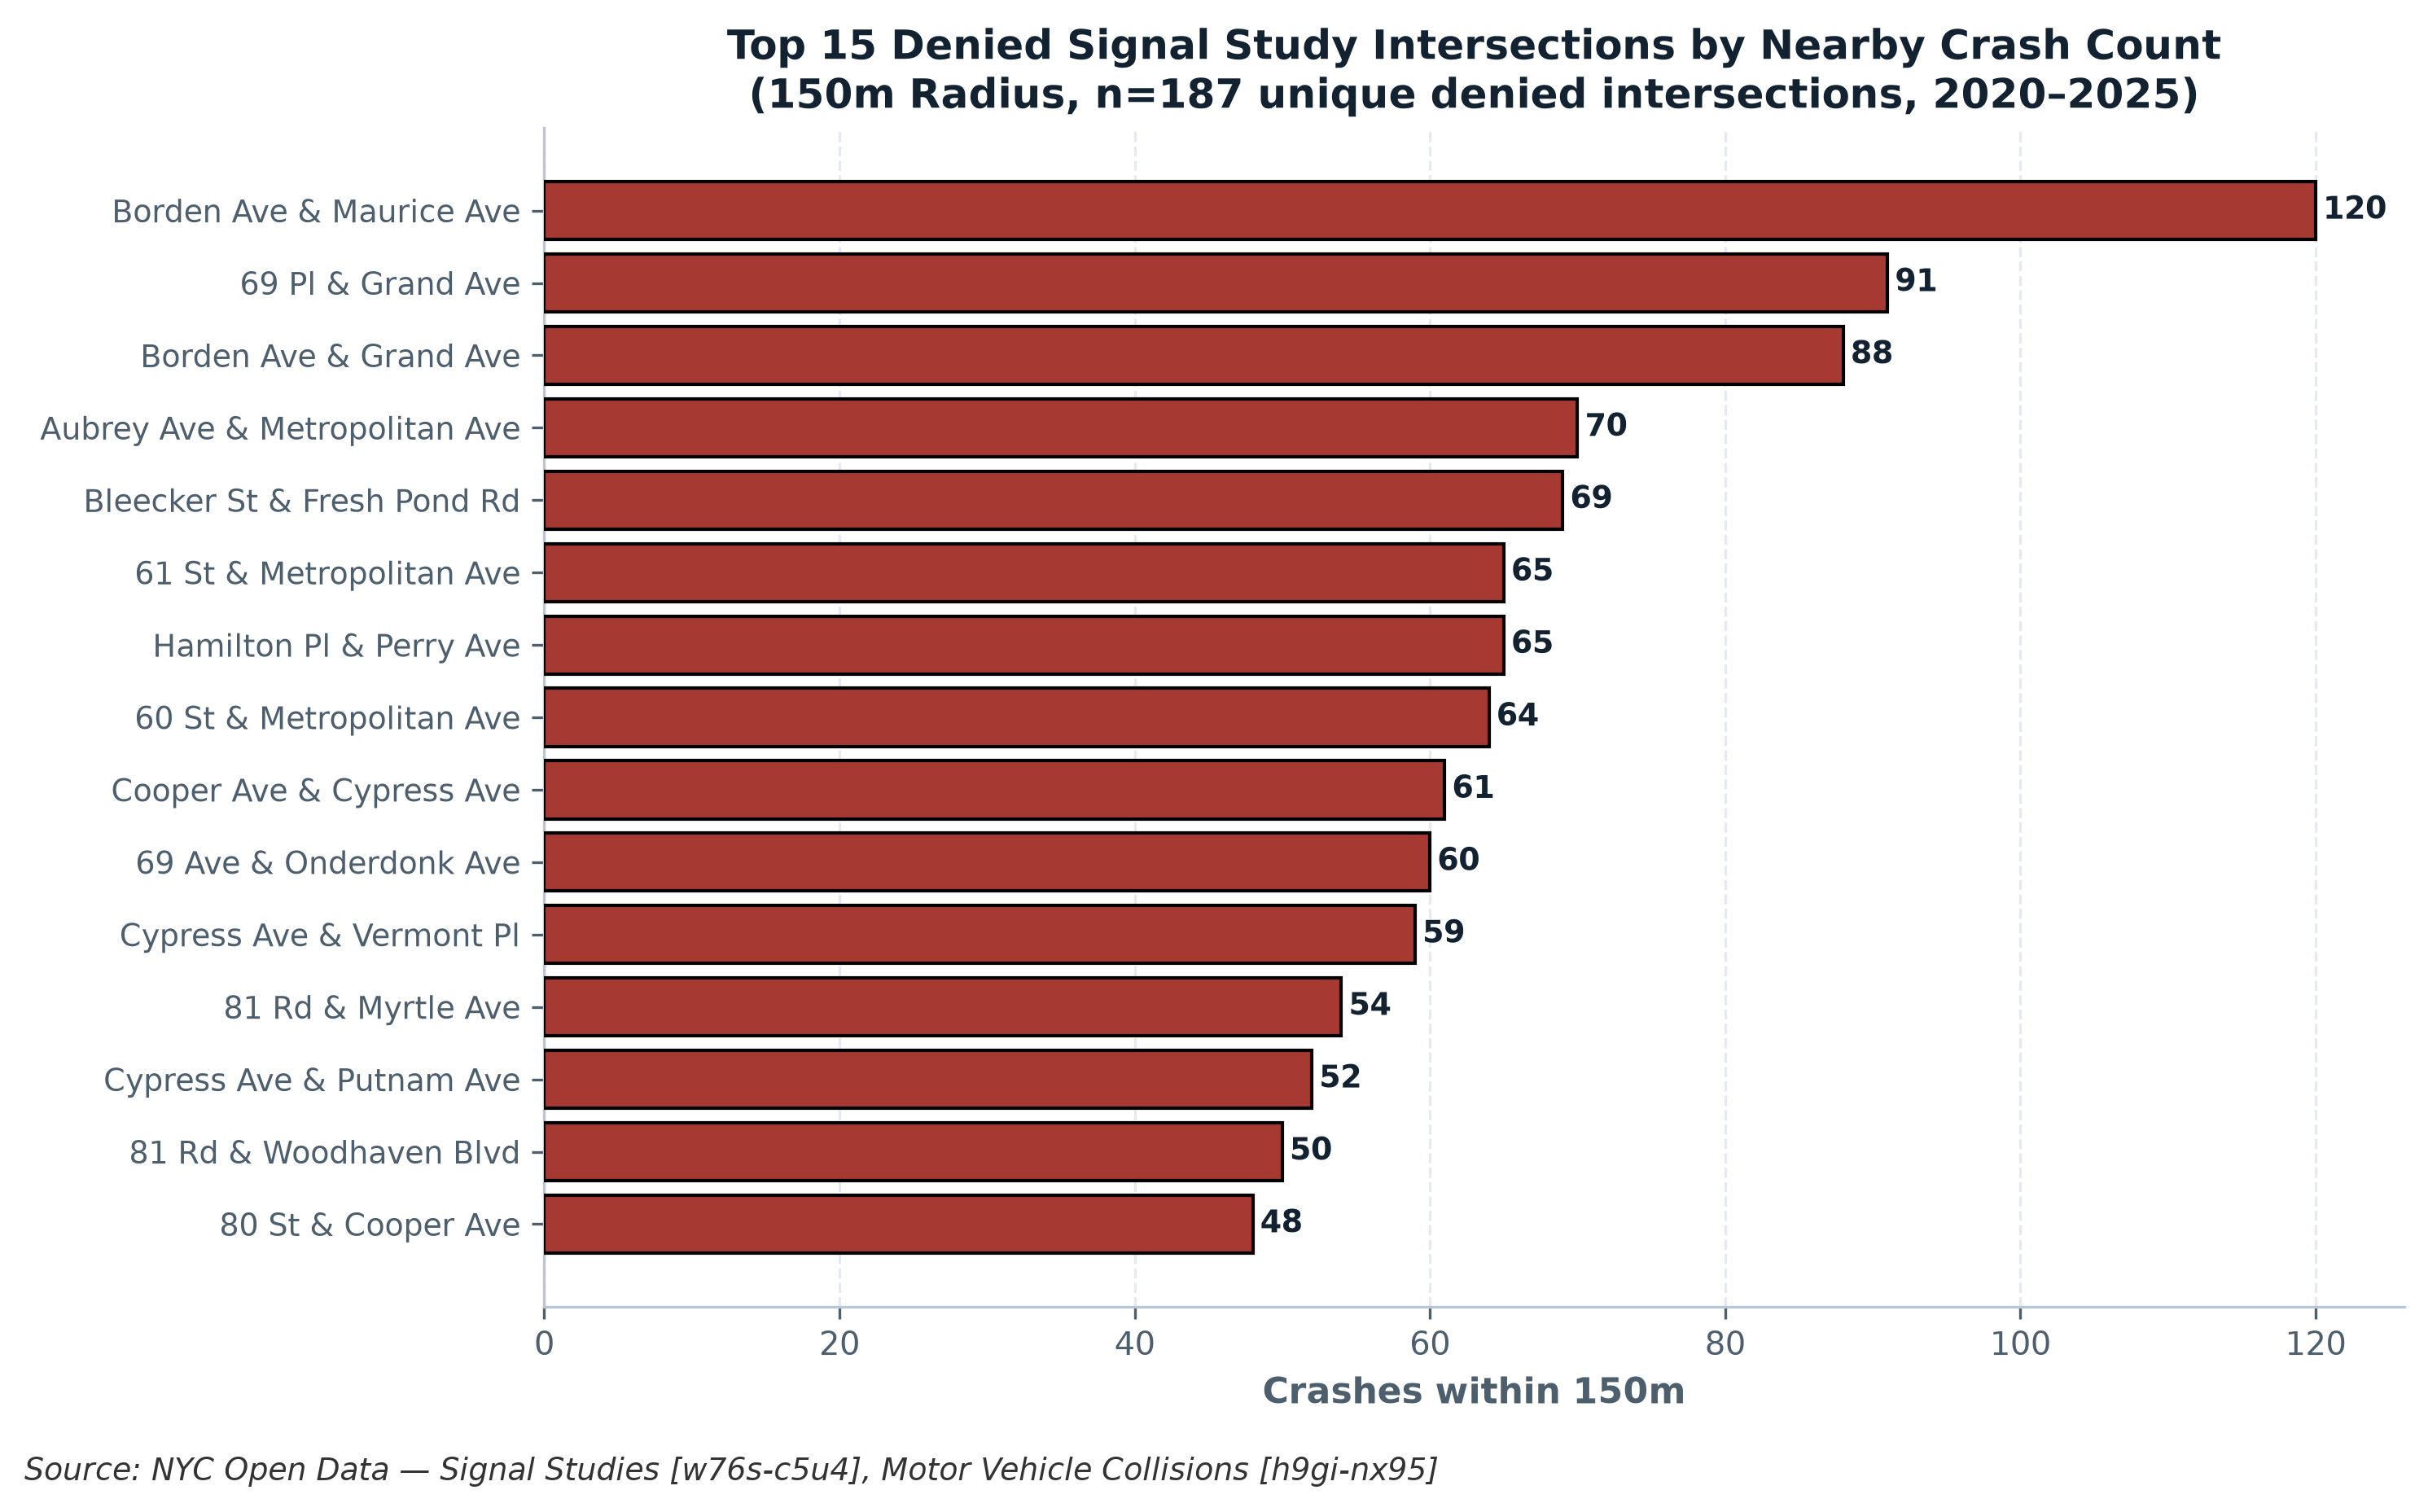 Top 15 Denied Signal Study Intersections by Nearby Crash Count
(150m Radius, n=187 unique denied intersections, 2020–2025)
Borden Ave & Maurice Ave 120
69 Pl & Grand Ave 91
Borden Ave & Grand Ave 88
Aubrey Ave & Metropolitan Ave 70
Bleecker St & Fresh Pond Rd 69
61 St & Metropolitan Ave 65
Hamilton Pl & Perry Ave 65
60 St & Metropolitan Ave 64
Cooper Ave & Cypress Ave 61
69 Ave & Onderdonk Ave 60
Cypress Ave & Vermont Pl 59
81 Rd & Myrtle Ave 54
Cypress Ave & Putnam Ave 52
81 Rd & Woodhaven Blvd 50
80 St & Cooper Ave 48
0 20 40 60 80 100 120
Crashes within 150m
Source: NYC Open Data — Signal Studies [w76s-c5u4], Motor Vehicle Collisions [h9gi-nx95]